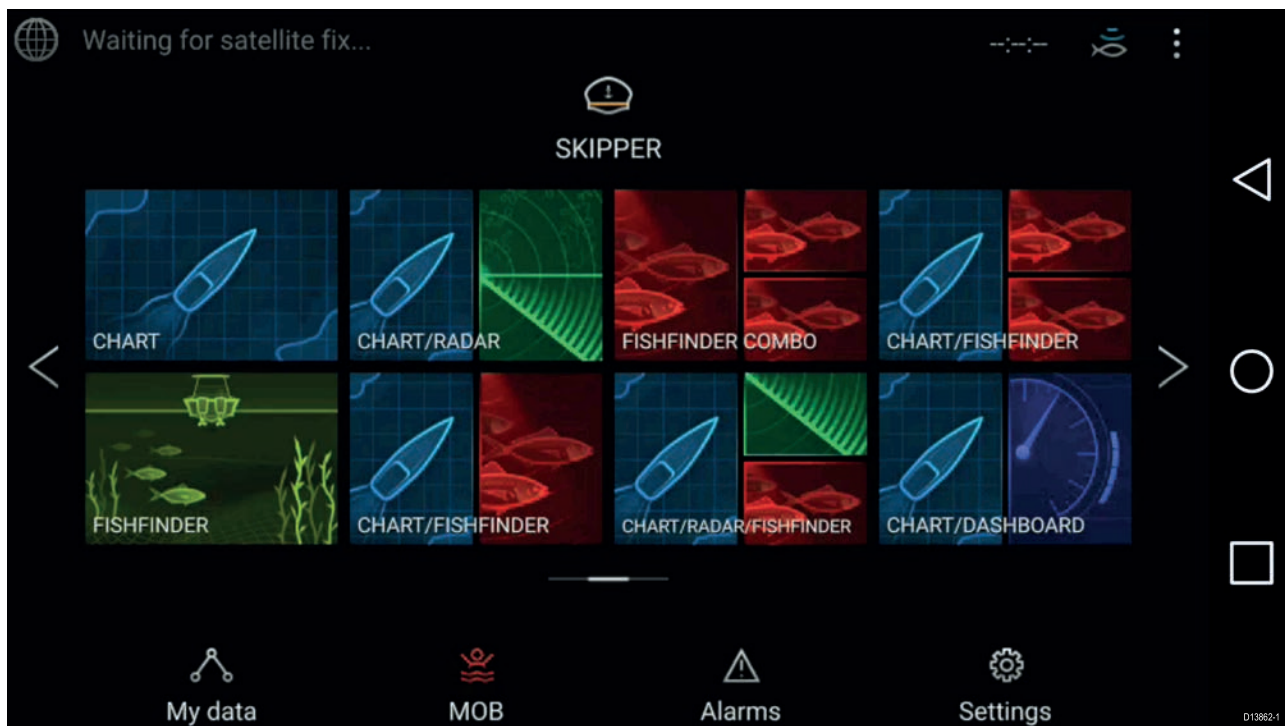 Waiting for satellite fix...
--:--:--
SKIPPER
CHART
CHART/RADAR
FISHFINDER COMBO
CHART/FISHFINDER
FISHFINDER
CHART/FISHFINDER
CHART/RADAR/FISHFINDER
CHART/DASHBOARD
My data
MOB
Alarms
Settings
D13862-1